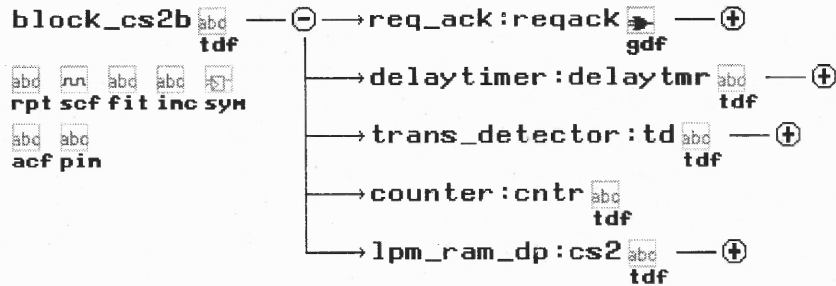 block_cs2b abc req_ack:reqack
tdf gdf
abc abc abc delaytimer:delaytmr abc
rpt scf fit inc sym tdf
abc abc trans_detector:td abc
acf pin tdf
counter:cntr abc
tdf
lpm_ram_dp:cs2 abc
tdf